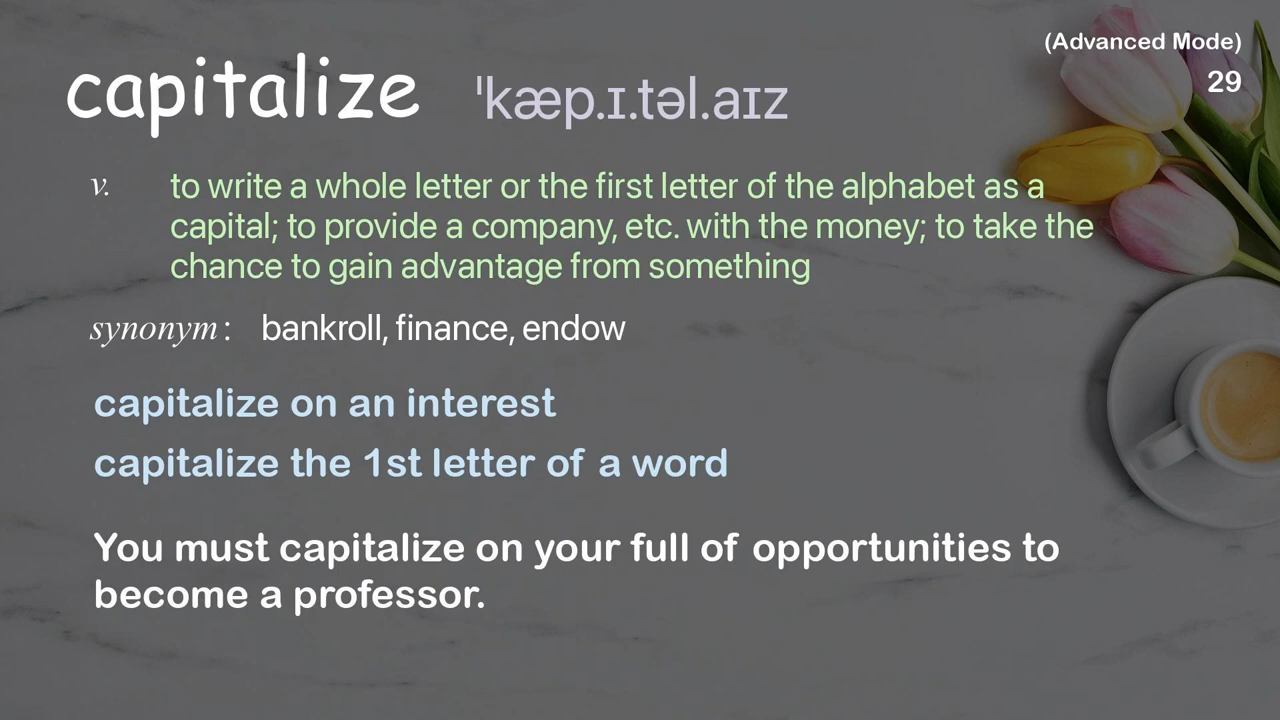 (Advanced Mode)
29
capitalize ˈkæp.ɪ.təl.aɪz
v. to write a whole letter or the first letter of the alphabet as a
capital; to provide a company, etc. with the money; to take the
chance to gain advantage from something
synonym: bankroll, finance, endow
capitalize on an interest
capitalize the 1st letter of a word
You must capitalize on your full of opportunities to
become a professor.